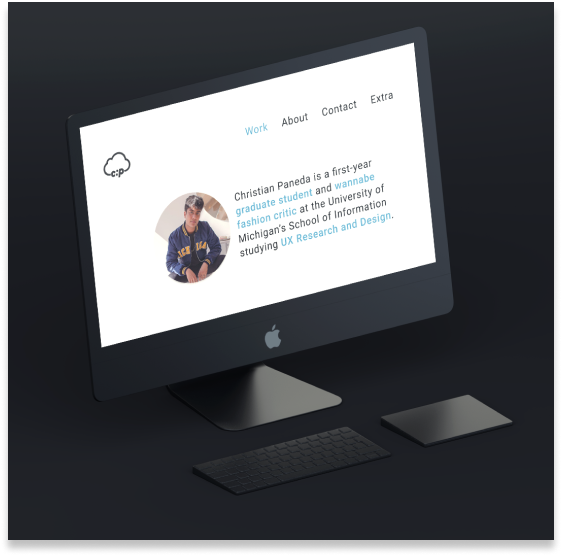 Work About Contact Extra
c:p
Christian Paneda is a first-year
graduate student and wannabe
fashion critic at the University of
Michigan's School of Information
studying UX Research and Design.